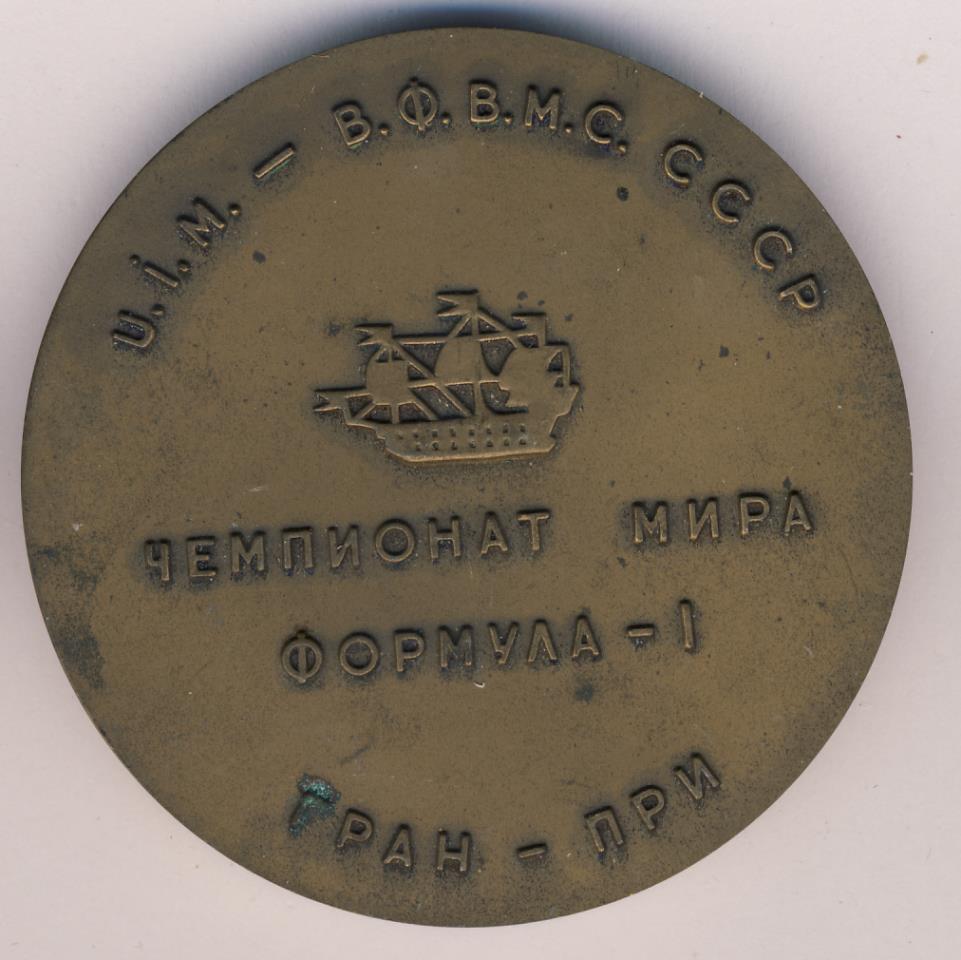 U.I.M. – В.Ф.В.М.С. СССР
ЧЕМПИОНАТ МИРА
ФОРМУЛА – I
ГРАН – ПРИ